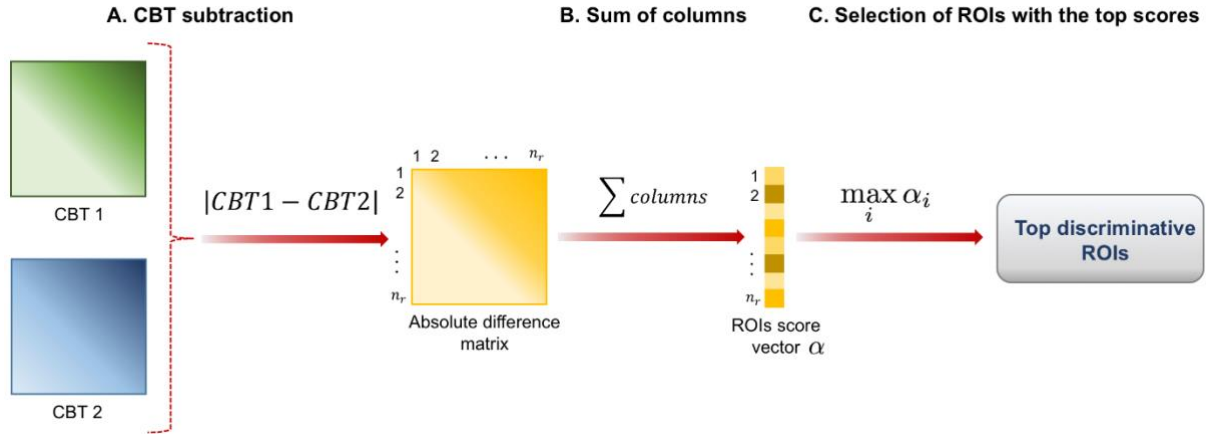 A. CBT subtraction
B. Sum of columns
C. Selection of ROIs with the top scores
CBT 1
CBT 2
|CBT1 − CBT2|
1 2 . . . n_r
1
2
⋮
n_r
Absolute difference
matrix
∑ columns
1
2
⋮
n_r
ROIs score
vector α
max α_i
i
Top discriminative
ROIs